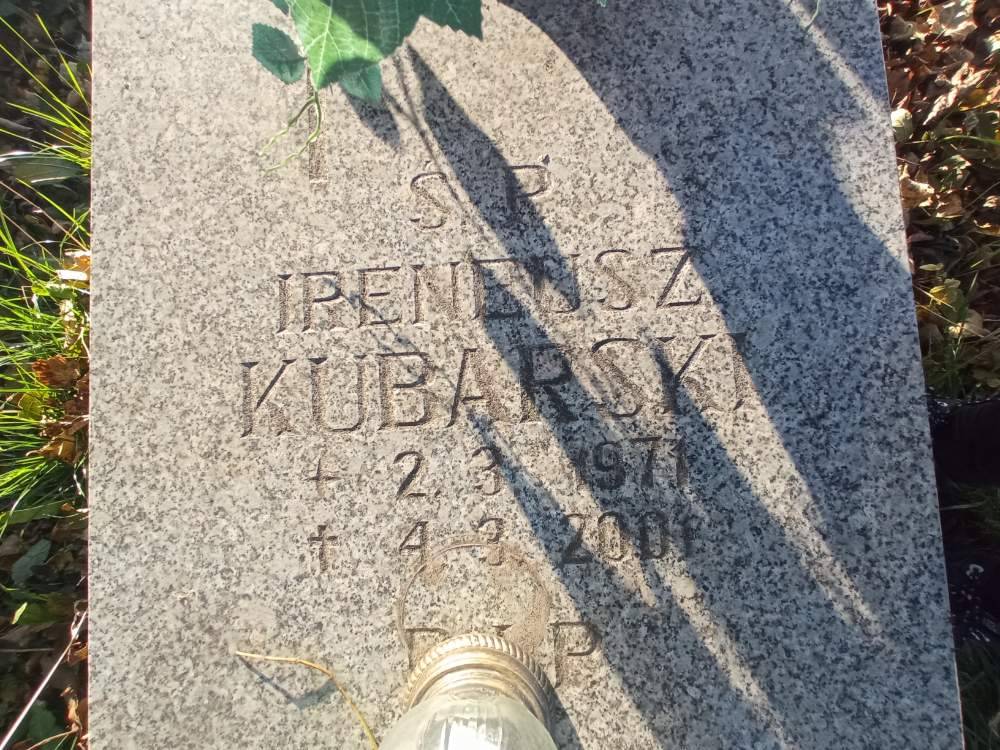 Ś P
IRENEUSZ
KUBARSKI
+ 2 3 1971
† 4 3 2001